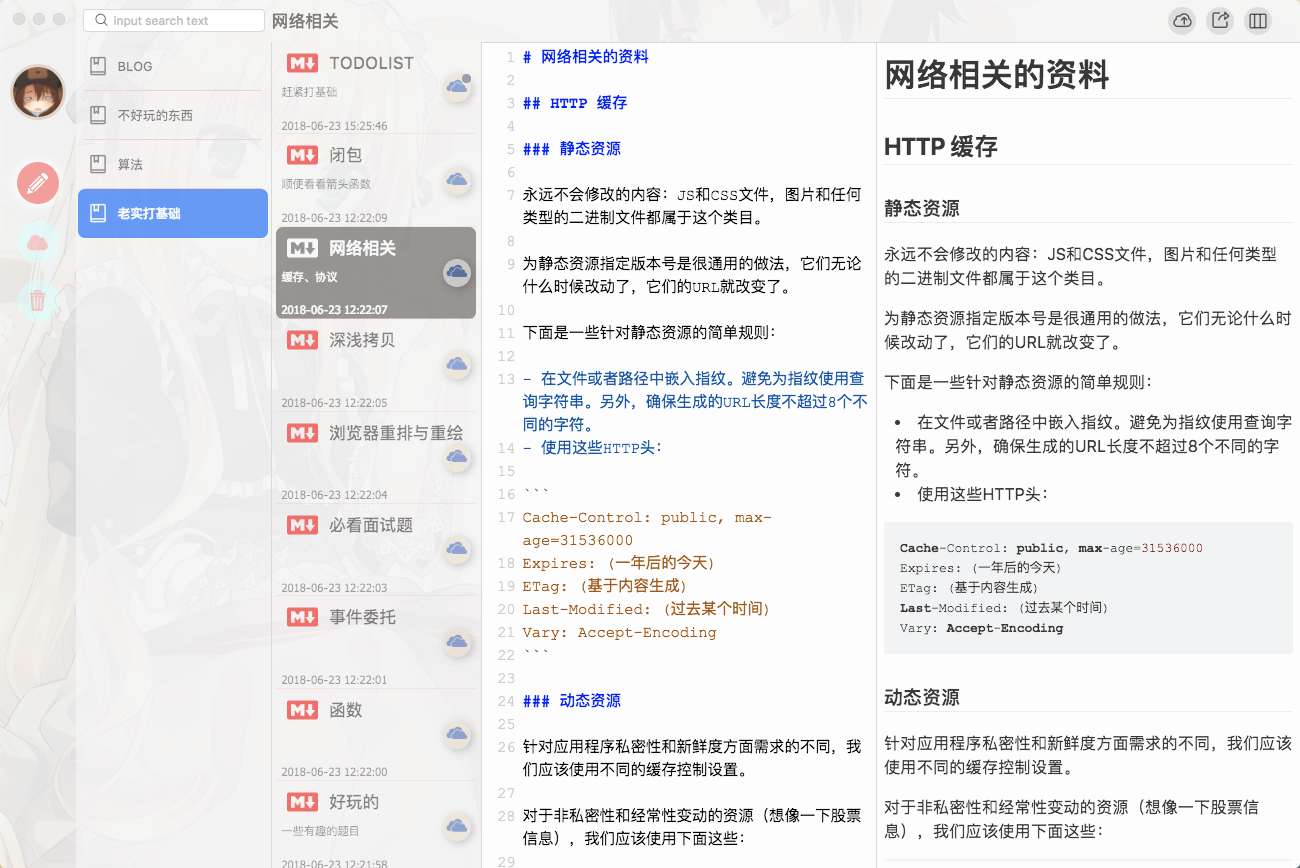 input search text
网络相关
BLOG
不好玩的东西
算法
老实打基础
M TODOLIST
赶紧打基础
2018-06-23 15:25:46
M 闭包
顺便看看箭头函数
2018-06-23 12:22:09
M 网络相关
缓存、协议
2018-06-23 12:22:07
M 深浅拷贝
2018-06-23 12:22:05
M 浏览器重排与重绘
2018-06-23 12:22:04
M 必看面试题
2018-06-23 12:22:03
M 事件委托
2018-06-23 12:22:01
M 函数
2018-06-23 12:22:00
M 好玩的
一些有趣的题目
2018-06-23 12:21:58
1 # 网络相关的资料
2
3 ## HTTP 缓存
4
5 ### 静态资源
6
7 永远不会修改的内容：JS和CSS文件，图片和任何
类型的二进制文件都属于这个类目。
8
9 为静态资源指定版本号是很通用的做法，它们无论
什么时候改动了，它们的URL就改变了。
10
11 下面是一些针对静态资源的简单规则：
12
13 - 在文件或者路径中嵌入指纹。避免为指纹使用查
询字符串。另外，确保生成的URL长度不超过8个不
同的字符。
14 - 使用这些HTTP头：
15
16 ```
17 Cache-Control: public, max-
age=31536000
18 Expires: （一年后的今天）
19 ETag: （基于内容生成）
20 Last-Modified: （过去某个时间）
21 Vary: Accept-Encoding
22 ```
23
24 ### 动态资源
25
26 针对应用程序私密性和新鲜度方面需求的不同，我
们应该使用不同的缓存控制设置。
27
28 对于非私密性和经常性变动的资源（想像一下股票
信息），我们应该使用下面这些：
29
网络相关的资料
HTTP 缓存
静态资源
永远不会修改的内容：JS和CSS文件，图片和任何类型
的二进制文件都属于这个类目。
为静态资源指定版本号是很通用的做法，它们无论什么时
候改动了，它们的URL就改变了。
下面是一些针对静态资源的简单规则：
• 在文件或者路径中嵌入指纹。避免为指纹使用查询字
符串。另外，确保生成的URL长度不超过8个不同的字
符。
• 使用这些HTTP头：
Cache-Control: public, max-age=31536000
Expires: （一年后的今天）
ETag: （基于内容生成）
Last-Modified: （过去某个时间）
Vary: Accept-Encoding
动态资源
针对应用程序私密性和新鲜度方面需求的不同，我们应该
使用不同的缓存控制设置。
对于非私密性和经常性变动的资源（想像一下股票信
息），我们应该使用下面这些：